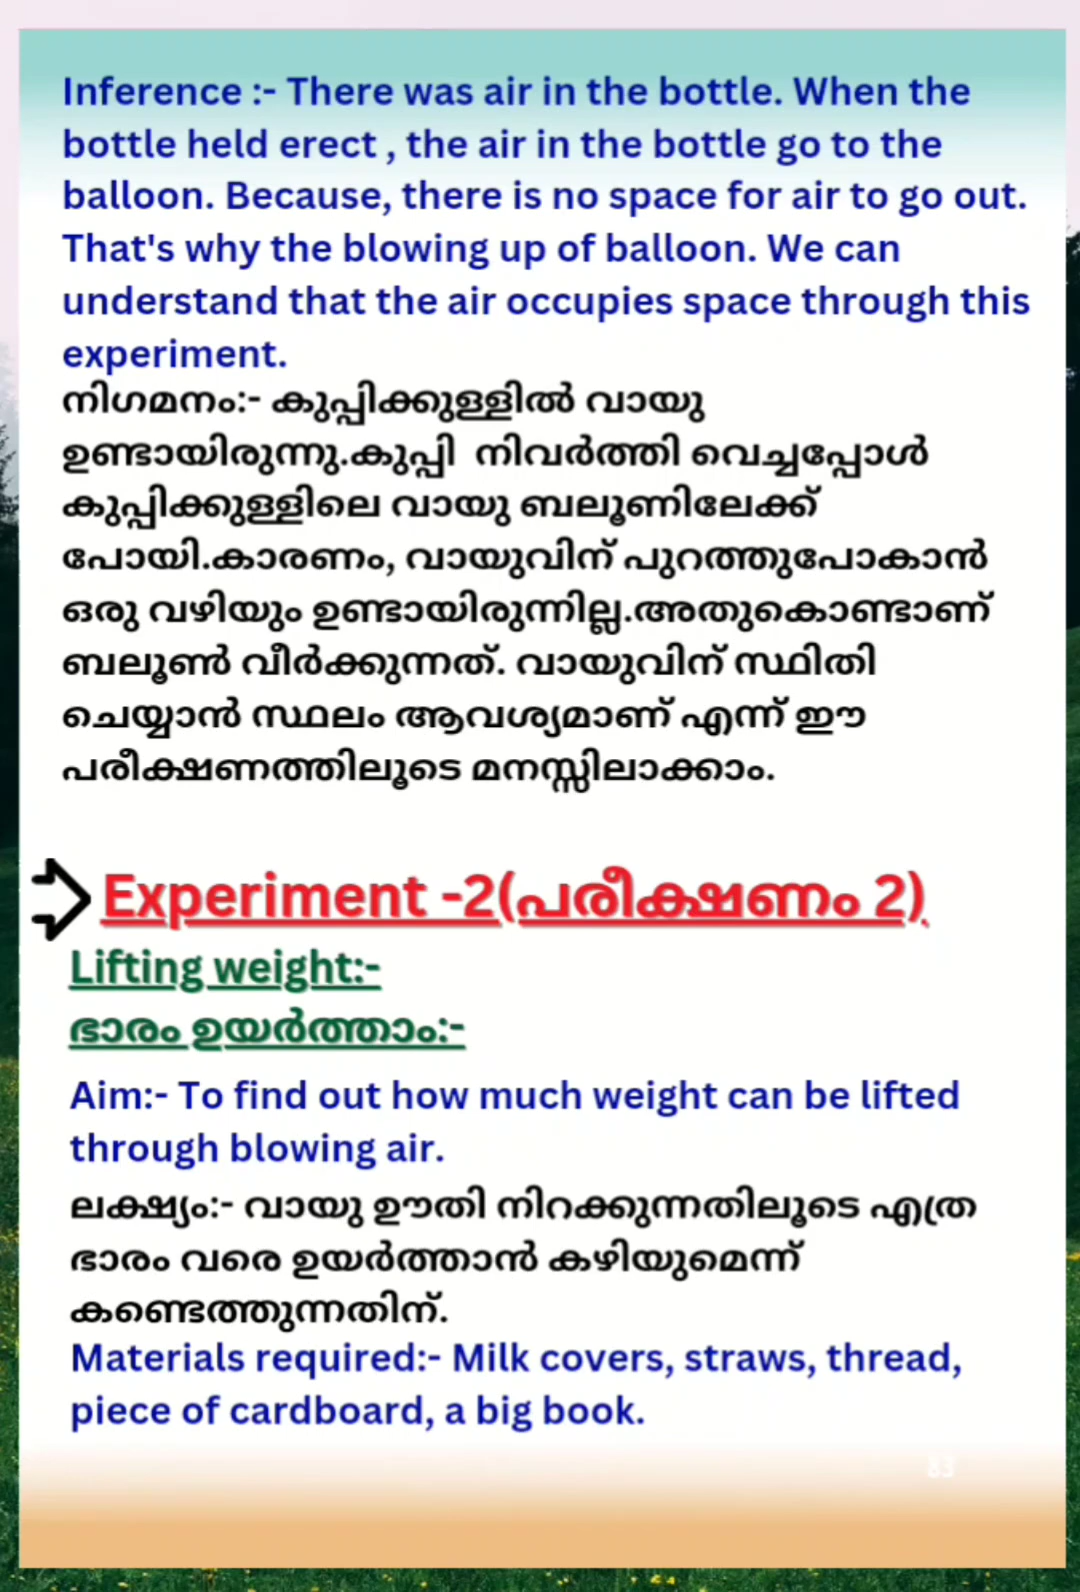 Inference :- There was air in the bottle. When the
bottle held erect , the air in the bottle go to the
balloon. Because, there is no space for air to go out.
That's why the blowing up of balloon. We can
understand that the air occupies space through this
experiment.
നിഗമനം:- കുപ്പിക്കുള്ളിൽ വായു
ഉണ്ടായിരുന്നു.കുപ്പി നിവർത്തി വെച്ചപ്പോൾ
കുപ്പിക്കുള്ളിലെ വായു ബലൂണിലേക്ക്
പോയി.കാരണം, വായുവിന് പുറത്തുപോകാൻ
ഒരു വഴിയും ഉണ്ടായിരുന്നില്ല.അതുകൊണ്ടാണ്
ബലൂൺ വീർക്കുന്നത്. വായുവിന് സ്ഥിതി
ചെയ്യാൻ സ്ഥലം ആവശ്യമാണ് എന്ന് ഈ
പരീക്ഷണത്തിലൂടെ മനസ്സിലാക്കാം.
Experiment -2(പരീക്ഷണം 2).
Lifting weight:-
ഭാരം ഉയർത്താം:-
Aim:- To find out how much weight can be lifted
through blowing air.
ലക്ഷ്യം:- വായു ഊതി നിറക്കുന്നതിലൂടെ എത്ര
ഭാരം വരെ ഉയർത്താൻ കഴിയുമെന്ന്
കണ്ടെത്തുന്നതിന്.
Materials required:- Milk covers, straws, thread,
piece of cardboard, a big book.
83